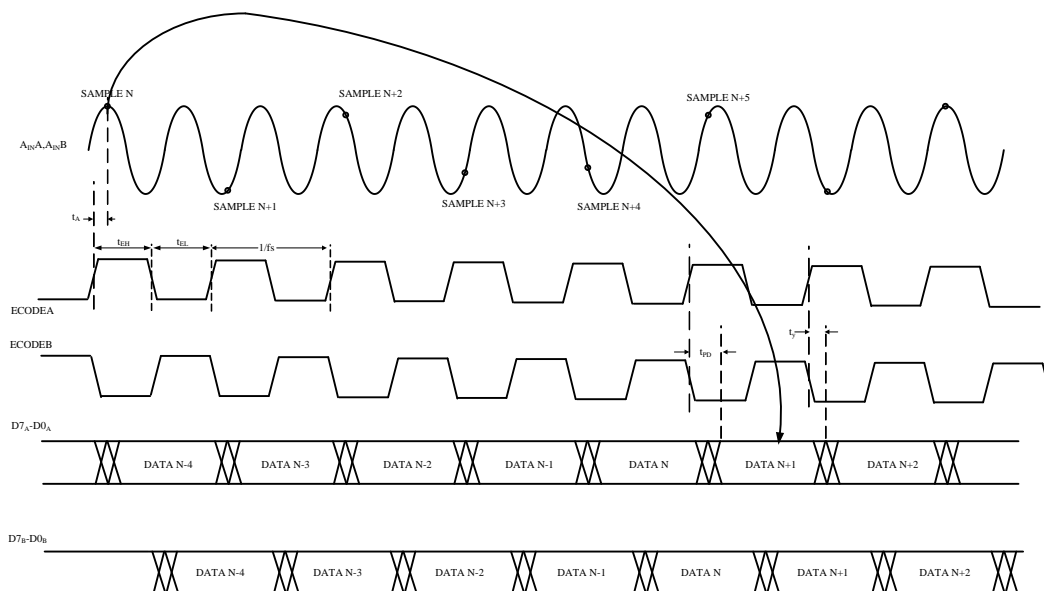 SAMPLE N
SAMPLE N+2
SAMPLE N+5
AINA,AINB
SAMPLE N+1
SAMPLE N+3
SAMPLE N+4
tA
tEH
tEL
1/fs
ECODEA
ECODEB
tPD
ty
D7A-D0A
DATA N-4
DATA N-3
DATA N-2
DATA N-1
DATA N
DATA N+1
DATA N+2
D7B-D0B
DATA N-4
DATA N-3
DATA N-2
DATA N-1
DATA N
DATA N+1
DATA N+2